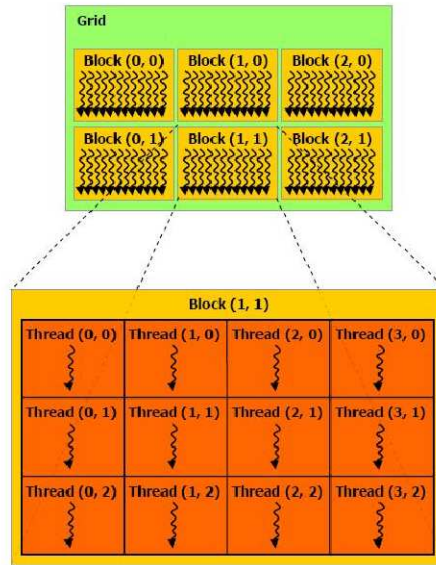 Grid
Block (0, 0) Block (1, 0) Block (2, 0)
Block (0, 1) Block (1, 1) Block (2, 1)
Block (1, 1)
Thread (0, 0) Thread (1, 0) Thread (2, 0) Thread (3, 0)
Thread (0, 1) Thread (1, 1) Thread (2, 1) Thread (3, 1)
Thread (0, 2) Thread (1, 2) Thread (2, 2) Thread (3, 2)